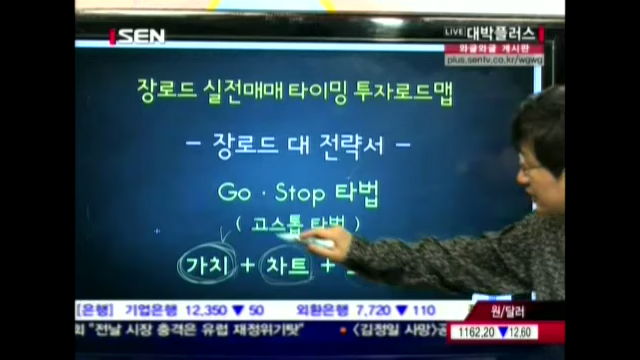 SEN
LIVE 대박플러스
와글와글 게시판
plus.sentv.co.kr/wgwg
장로드 실전매매 타이밍 투자로드맵
- 장로드 대 전략서 -
Go · Stop 타법
( 고스톱 타법 )
가치 + 차트 +
[은행] 기업은행 12,350 ▼ 50 외환은행 7,720 ▼ 110
원/달러
회 "전날 시장 충격은 유럽 재정위기탓" • <김정일 사망>공
1162,20 ▼12,60